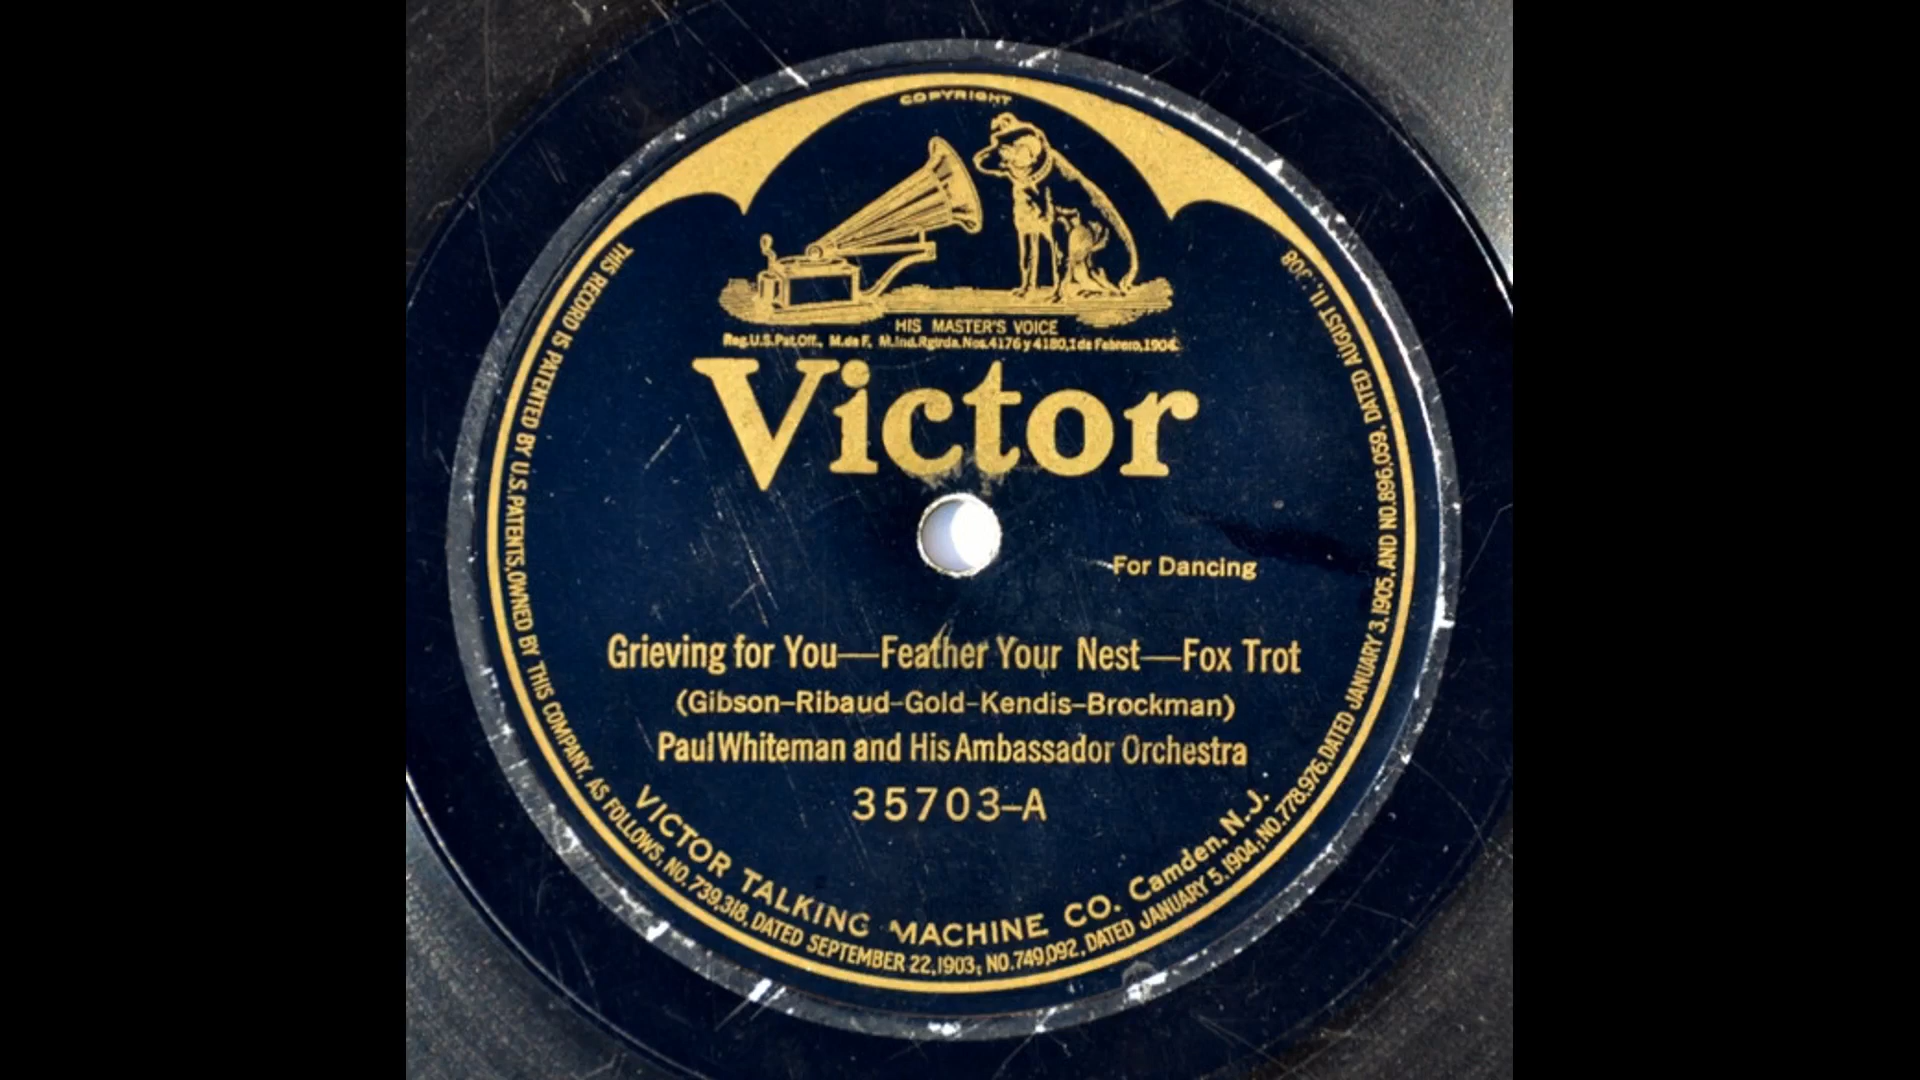 COPYRIGHT
HIS MASTER'S VOICE
Reg.U.S.Pat.Off., M.de F. M.Ind.Rgtrda.Nos.4176 y 4180,1 de Febrero,1904.
Victor
For Dancing
Grieving for You—Feather Your Nest—Fox Trot
(Gibson–Ribaud–Gold–Kendis–Brockman)
Paul Whiteman and His Ambassador Orchestra
35703–A
VICTOR TALKING MACHINE CO. Camden, N.J.
THIS RECORD IS PATENTED BY U.S. PATENTS, OWNED BY THIS COMPANY, AS FOLLOWS, NO. 739,318, DATED SEPTEMBER 22, 1903; NO. 749,092, DATED JANUARY 5, 1904; NO. 778,976, DATED JANUARY 3, 1905. AND NO. 896,059, DATED AUGUST 11,